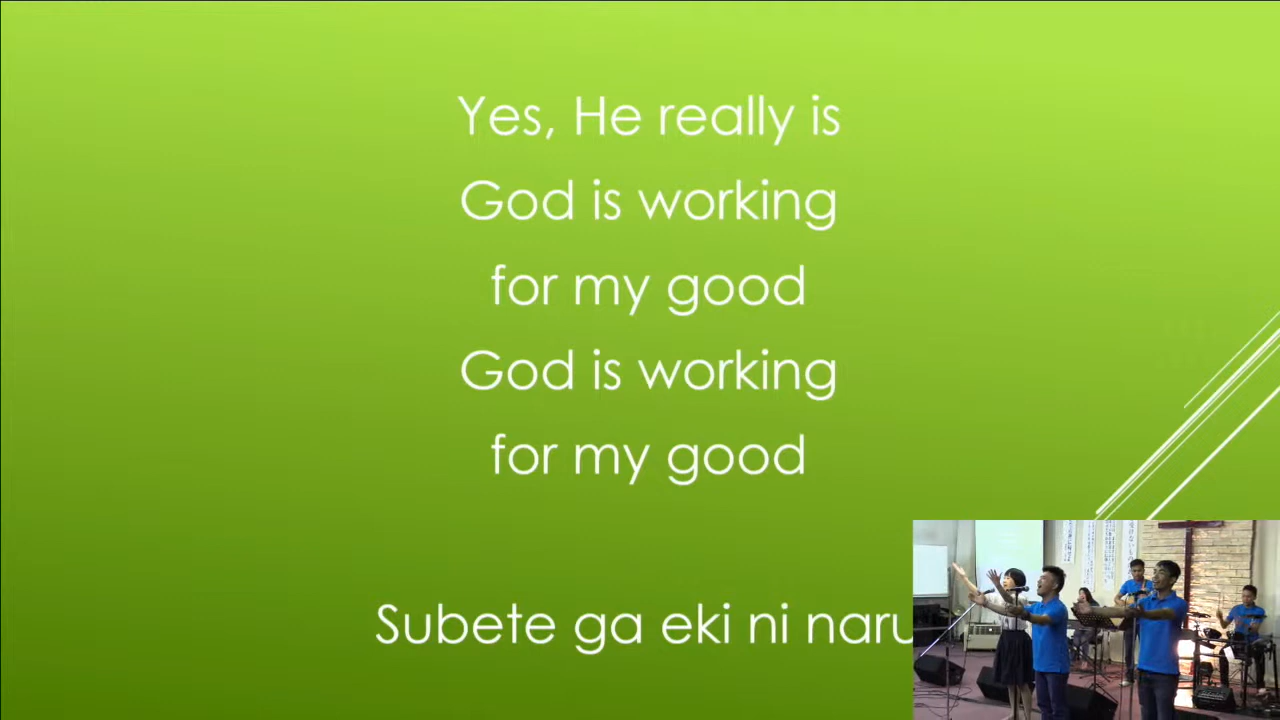 Yes, He really is
God is working
for my good
God is working
for my good
Subete ga eki ni naru